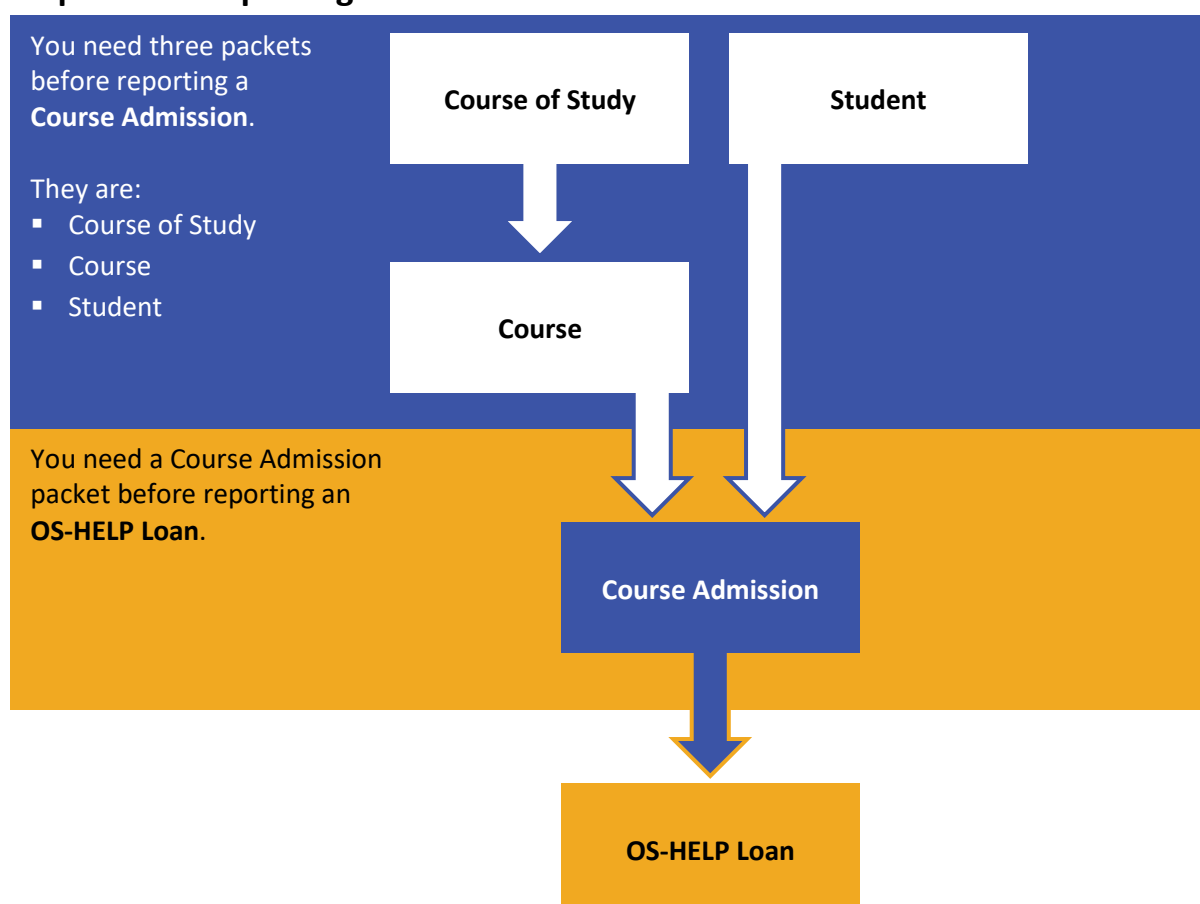 You need three packets
before reporting a
Course Admission.
They are:
▪ Course of Study
▪ Course
▪ Student
Course of Study
Student
Course
You need a Course Admission
packet before reporting an
OS-HELP Loan.
Course Admission
OS-HELP Loan